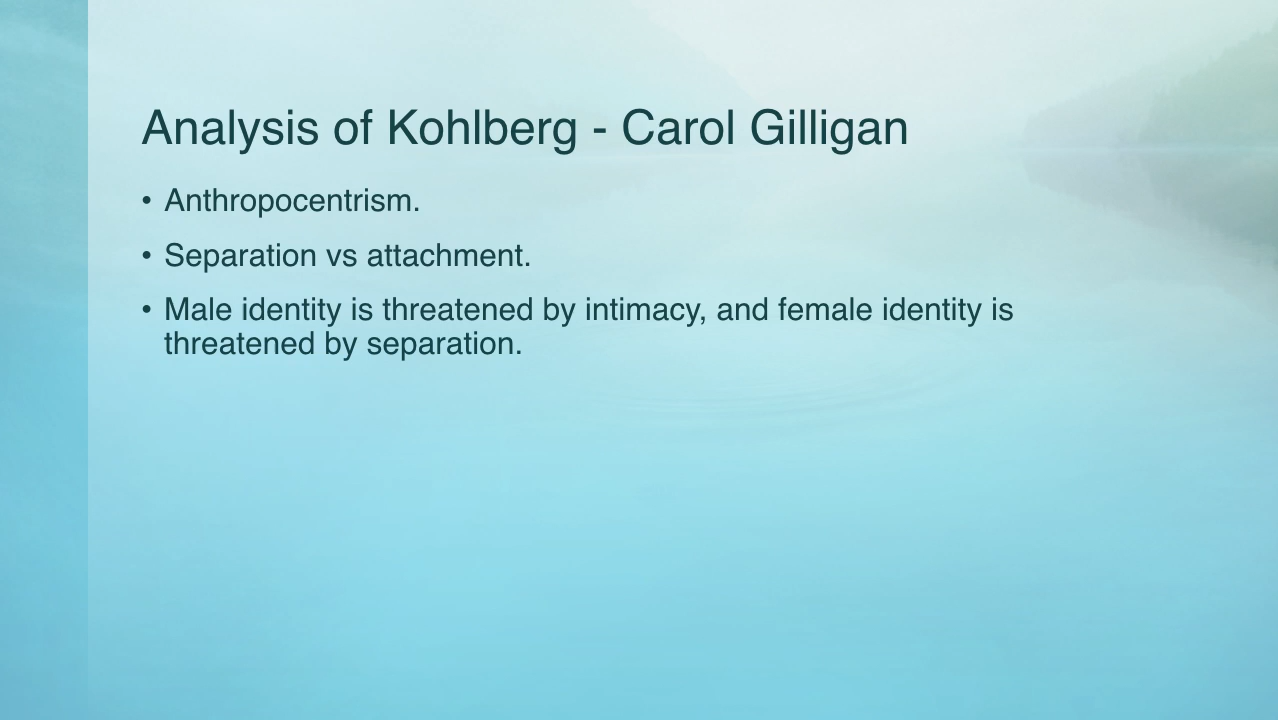 Analysis of Kohlberg - Carol Gilligan
• Anthropocentrism.
• Separation vs attachment.
• Male identity is threatened by intimacy, and female identity is
threatened by separation.